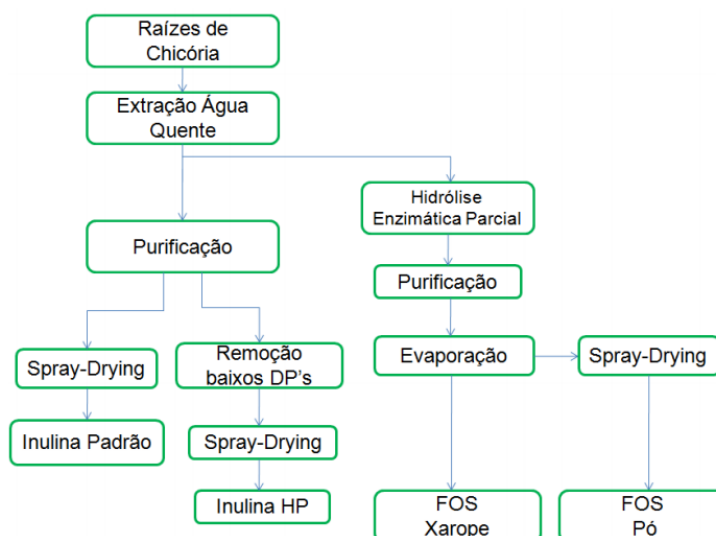 Raízes de
Chicória
Extração Água
Quente
Hidrólise
Enzimática Parcial
Purificação
Purificação
Spray-Drying
Remoção
baixos DP's
Evaporação
Spray-Drying
Inulina Padrão
Spray-Drying
Inulina HP
FOS
Xarope
FOS
Pó